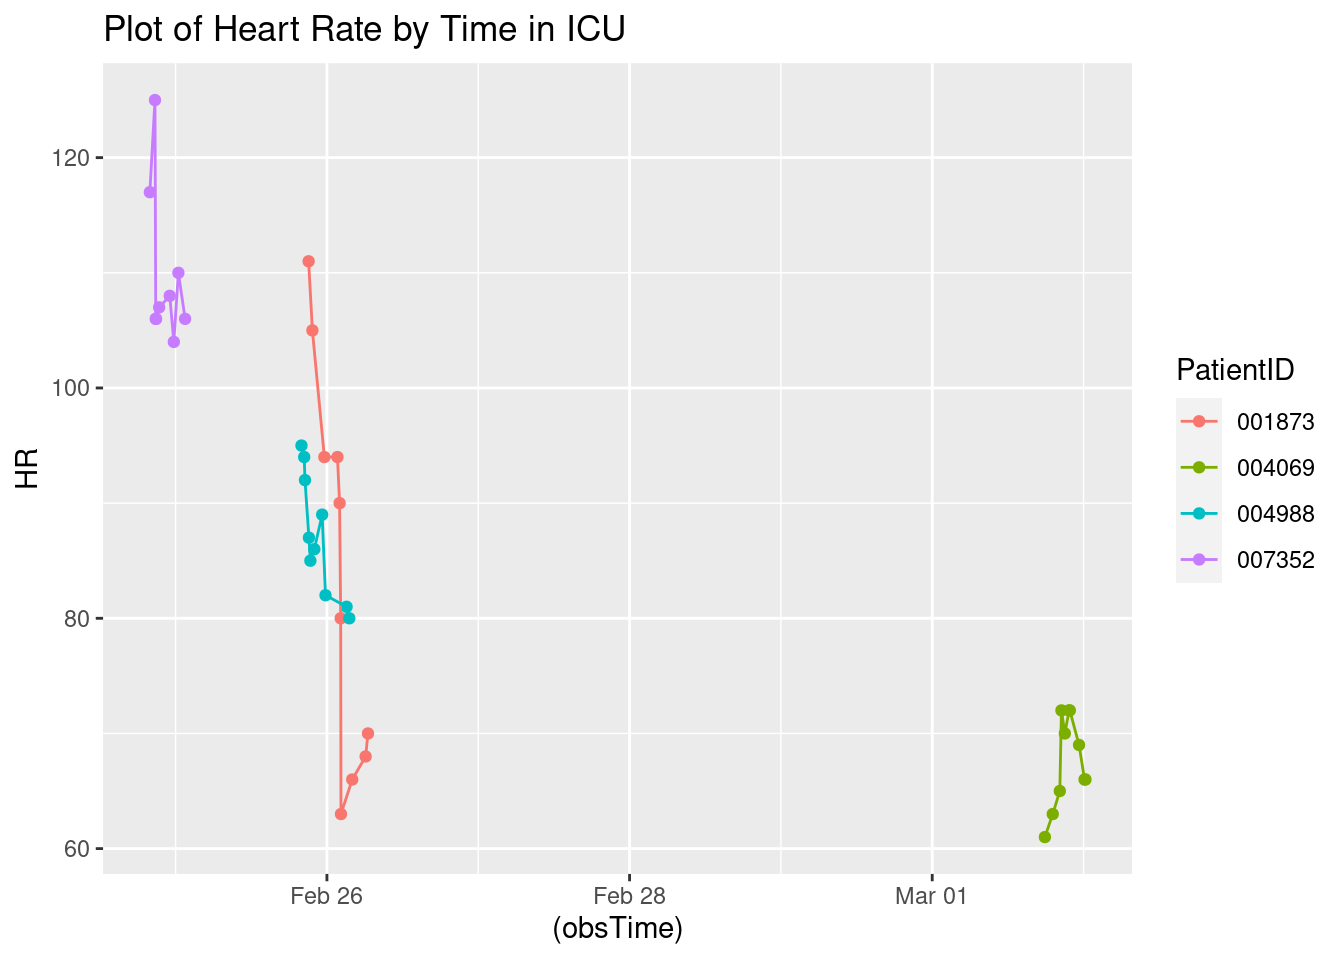 Plot of Heart Rate by Time in ICU
120
100
80
60
HR
Feb 26
Feb 28
Mar 01
(obsTime)
PatientID
001873
004069
004988
007352